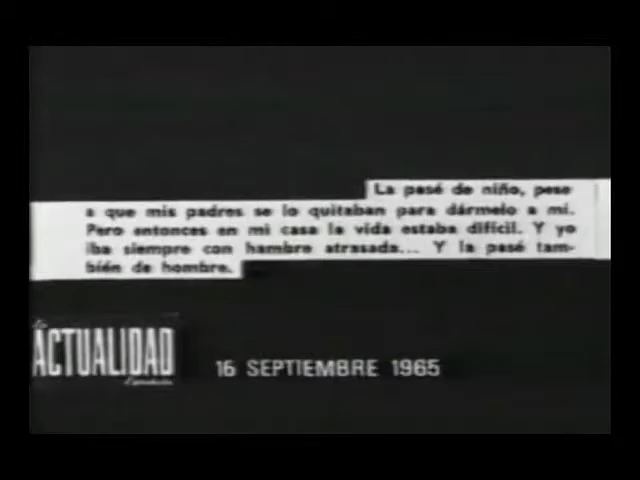 La pasé de niño, pese
a que mis padres se lo quitaban para dármelo a mí.
Pero entonces en mi casa la vida estaba difícil. Y yo
iba siempre con hambre atrasada... Y la pasé tam-
bién de hombre.
La
ACTUALIDAD
Española
16 SEPTIEMBRE 1965